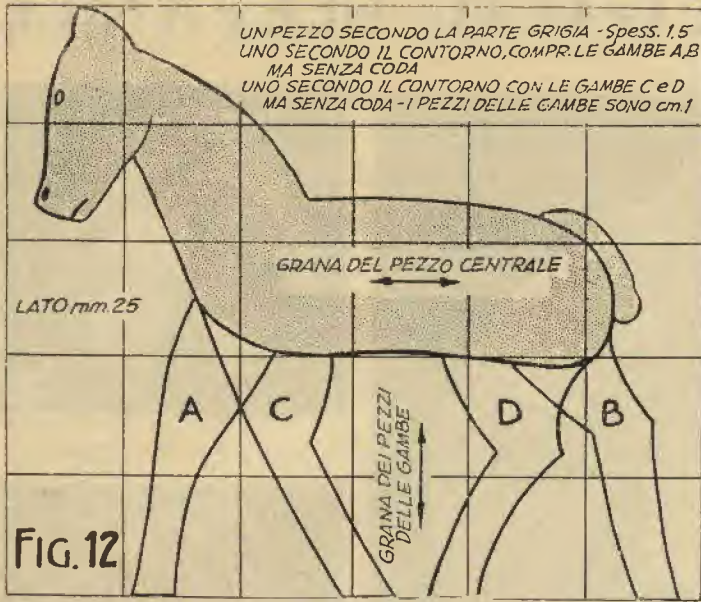 UN PEZZO SECONDO LA PARTE GRIGIA - Spess. 1,5
UNO SECONDO IL CONTORNO, COMPR. LE GAMBE A,B
MA SENZA CODA
UNO SECONDO IL CONTORNO CON LE GAMBE C e D
MA SENZA CODA - I PEZZI DELLE GAMBE SONO cm. 1
GRANA DEL PEZZO CENTRALE
LATO mm. 25
A
C
D
B
GRANA DEI PEZZI
DELLE GAMBE
FIG. 12